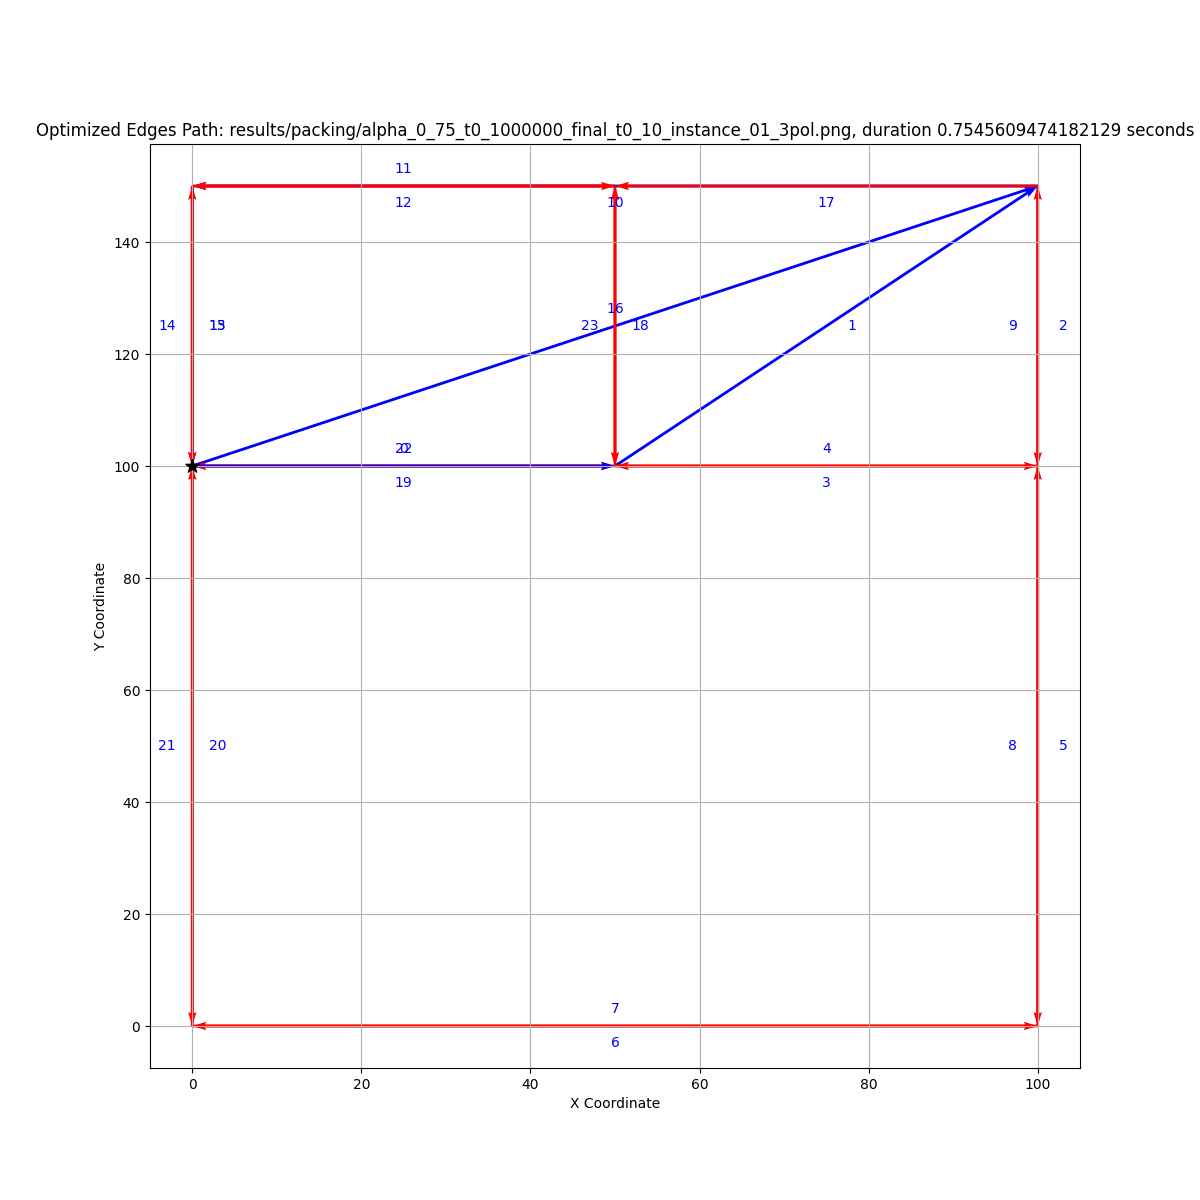 Optimized Edges Path: results/packing/alpha_0_75_t0_1000000_final_t0_10_instance_01_3pol.png, duration 0.7545609474182129 seconds
11
12 10 17
140
16
14 23 18 1 9 2
120
4
100
19 3
80
Y Coordinate
60
21 20 8 5
40
20
7
0
6
0 20 40 60 80 100
X Coordinate